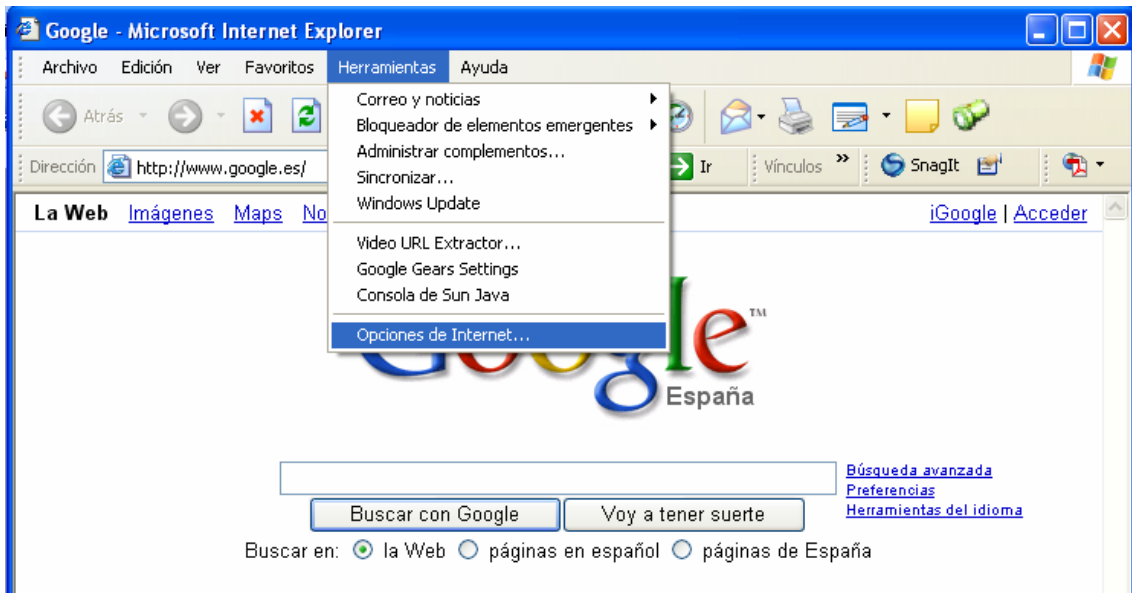 Google - Microsoft Internet Explorer
Archivo Edición Ver Favoritos Herramientas Ayuda
Atrás
Correo y noticias
Bloqueador de elementos emergentes
Administrar complementos...
Sincronizar...
Windows Update
Video URL Extractor...
Google Gears Settings
Consola de Sun Java
Opciones de Internet...
Dirección http://www.google.es/ Ir Vínculos » SnagIt
La Web Imágenes Maps No iGoogle | Acceder
Google TM
España
Búsqueda avanzada
Preferencias
Herramientas del idioma
Buscar con Google Voy a tener suerte
Buscar en: la Web páginas en español páginas de España